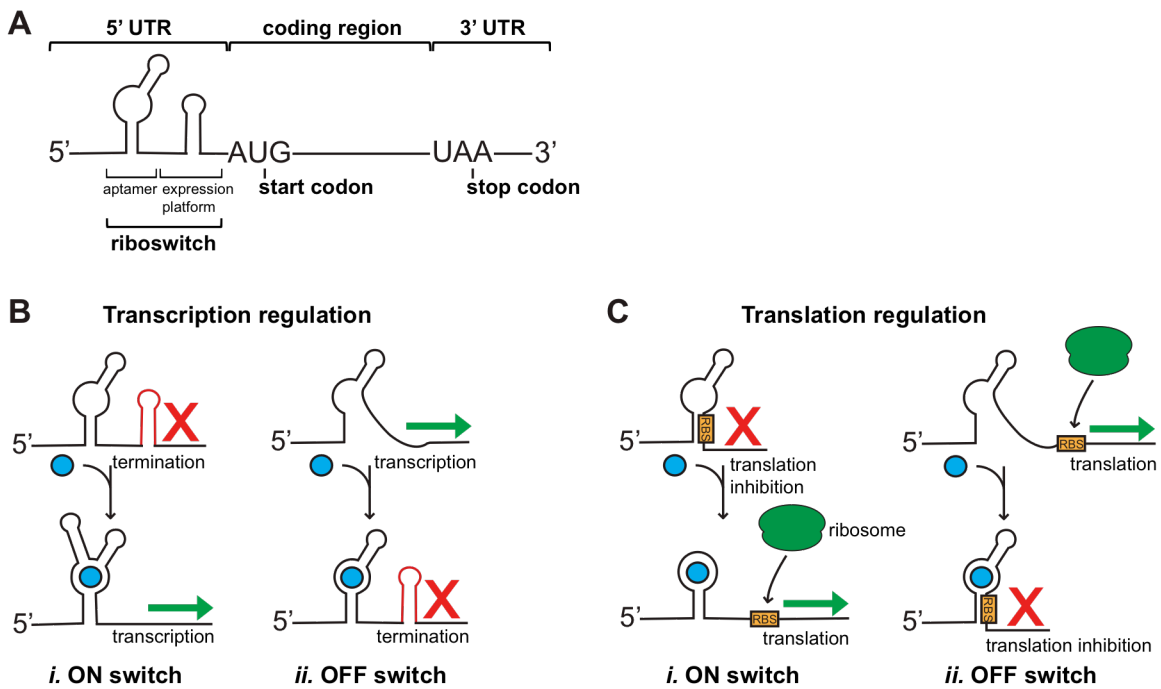 A
5’ UTR
coding region
3’ UTR
5’
AUG
UAA
3’
aptamer
expression
platform
start codon
stop codon
riboswitch
B
Transcription regulation
5’
X
termination
5’
transcription
5’
transcription
5’
X
termination
i. ON switch
ii. OFF switch
C
Translation regulation
5’
RBS
X
translation
inhibition
5’
RBS
translation
ribosome
5’
RBS
translation
5’
RBS
X
translation inhibition
i. ON switch
ii. OFF switch